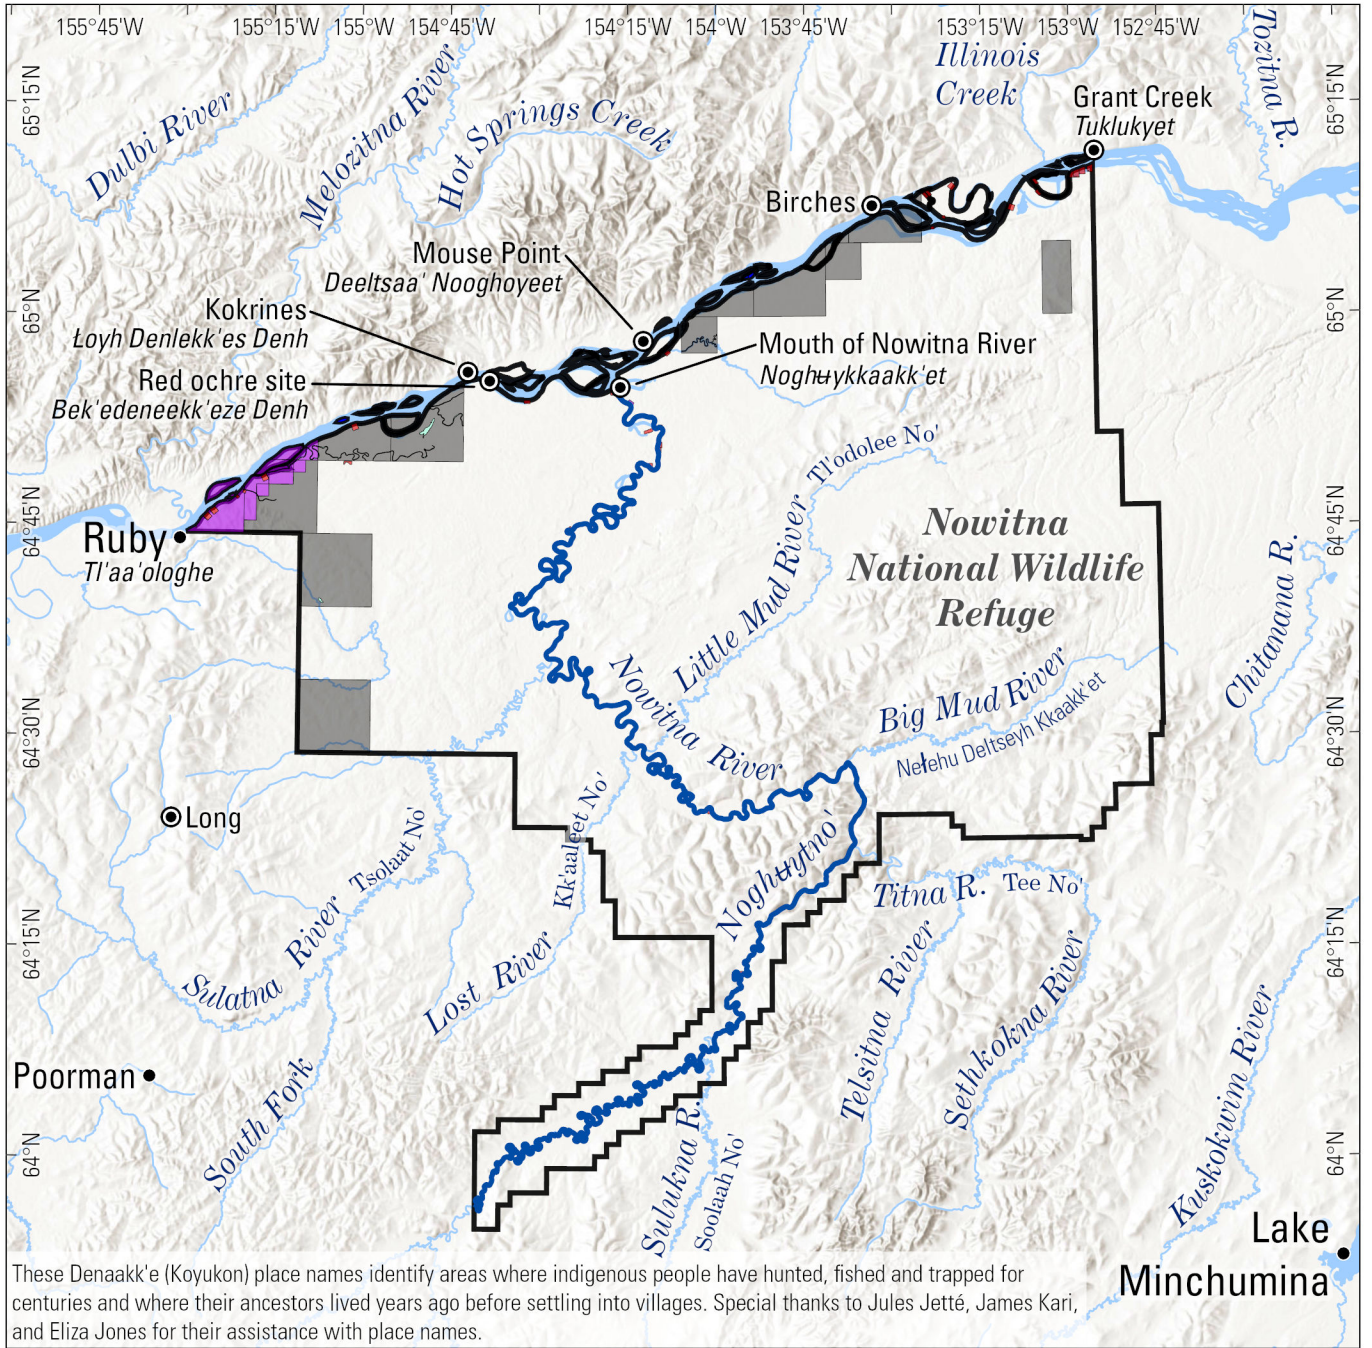 155°45'W
155°15'W
155°W
154°45'W
154°15'W
154°W
153°45'W
153°15'W
153°W
152°45'W
65°15'N
65°15'N
Dulbi River
Melozitna River
Hot Springs Creek
Illinois
Creek
Tozitna R.
Grant Creek
Tuklukyet
Birches
Mouse Point
Deeltsaa' Nooghoyeet
Kokrines
Łoyh Denlekk'es Denh
65°N
65°N
Red ochre site
Bek'edeneekk'eze Denh
Mouth of Nowitna River
Noghʉykkaakk'et
Tl'odolee No'
Little Mud River
64°45'N
64°45'N
Ruby
Tl'aa'ologhe
Nowitna
National Wildlife
Refuge
Chitanana R.
Nowitna River
Big Mud River
Nełehu Deltseyh Kkaakk'et
64°30'N
64°30'N
Long
Kk'aaleet No'
Tsolaat No'
Noghʉytno'
Titna R.
Tee No'
64°15'N
64°15'N
Sulatna River
Lost River
Telsitna River
Sethkokna River
Kuskokwim River
Poorman
South Fork
Sulukna R.
Soolaah No'
64°N
64°N
Lake
Minchumina
These Denaakk'e (Koyukon) place names identify areas where indigenous people have hunted, fished and trapped for
centuries and where their ancestors lived years ago before settling into villages. Special thanks to Jules Jetté, James Kari,
and Eliza Jones for their assistance with place names.